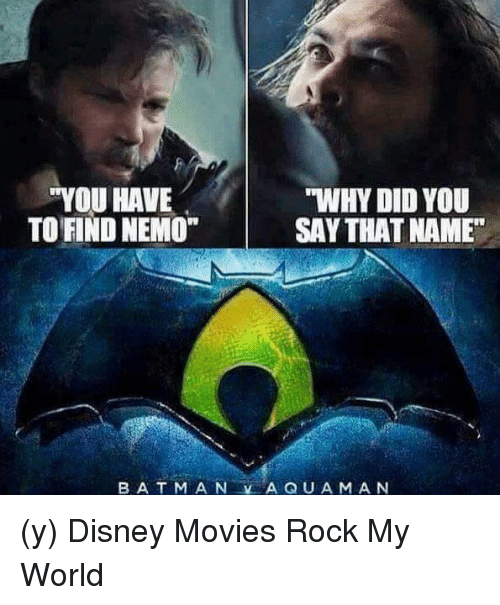 "YOU HAVE
TO FIND NEMO"
"WHY DID YOU
SAY THAT NAME"
BATMAN v AQUAMAN
(y) Disney Movies Rock My
World